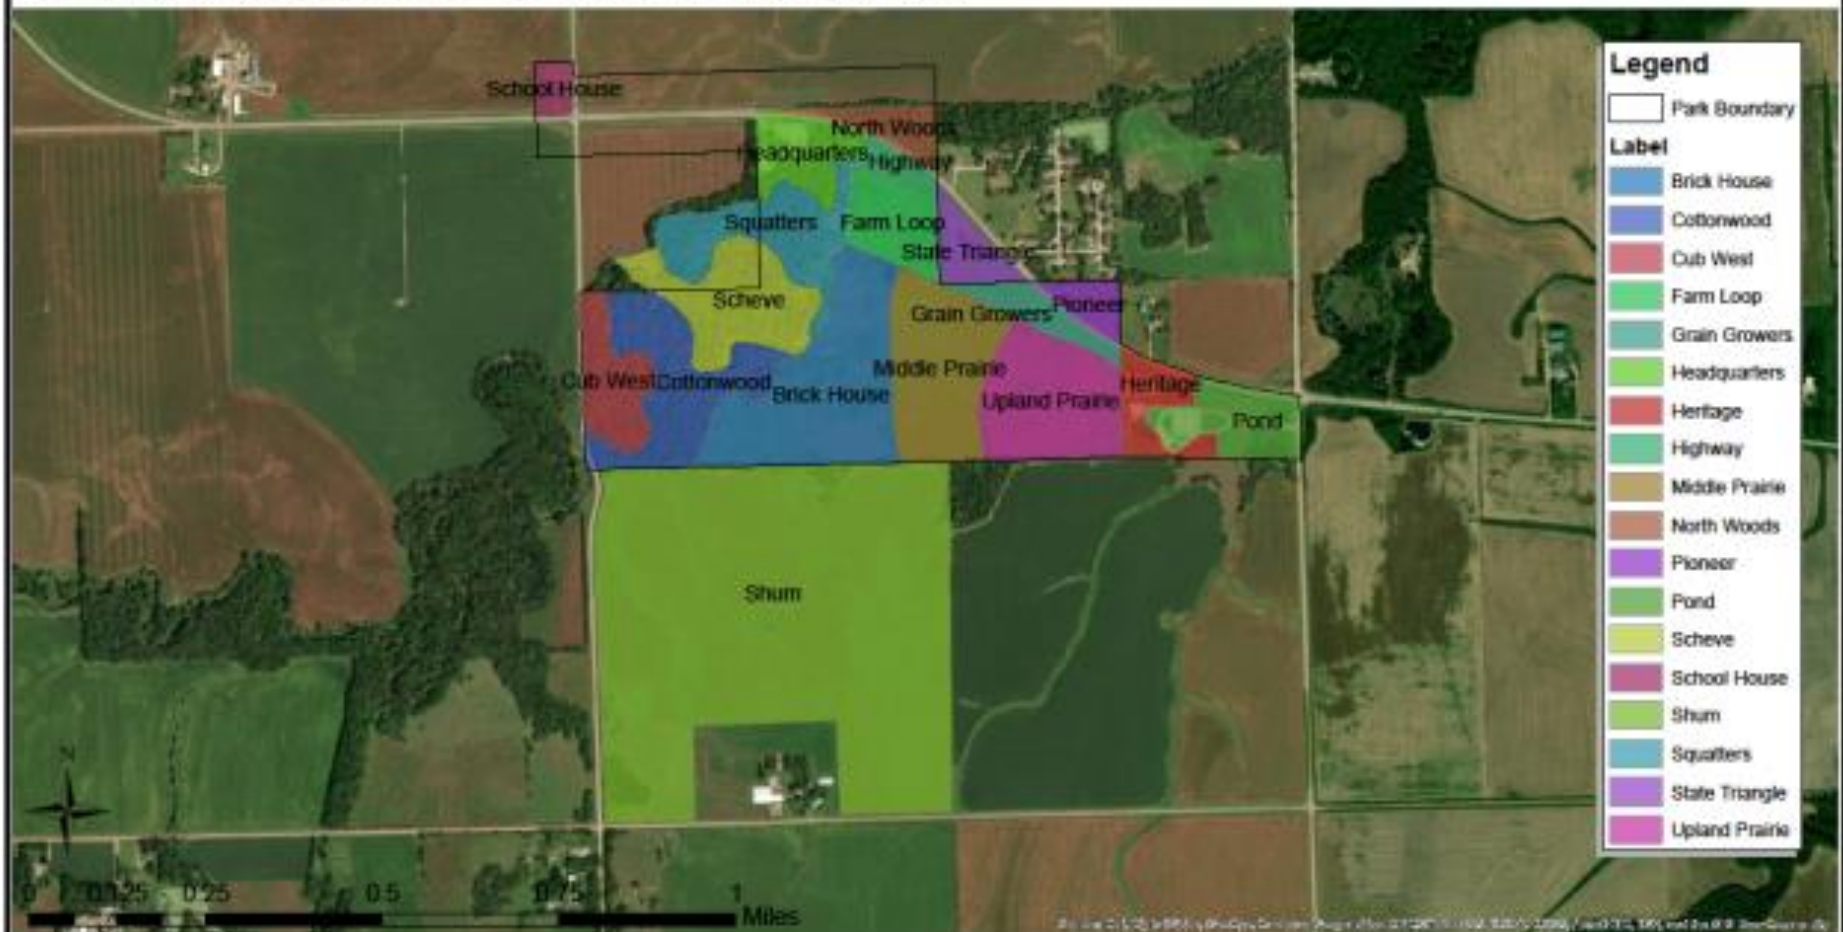 School House
North Woods
Headquarters
Highway
Squatters
Farm Loop
State Triangle
Scheve
Grain Growers
Pioneer
Middle Prairie
Cub West
Cottonwood
Brick House
Upland Prairie
Heritage
Pond
Shum
N
0 0.125 0.25 0.5 0.75 1
Miles
Legend
Park Boundary
Label
Brick House
Cottonwood
Cub West
Farm Loop
Grain Growers
Headquarters
Heritage
Highway
Middle Prairie
North Woods
Pioneer
Pond
Scheve
School House
Shum
Squatters
State Triangle
Upland Prairie